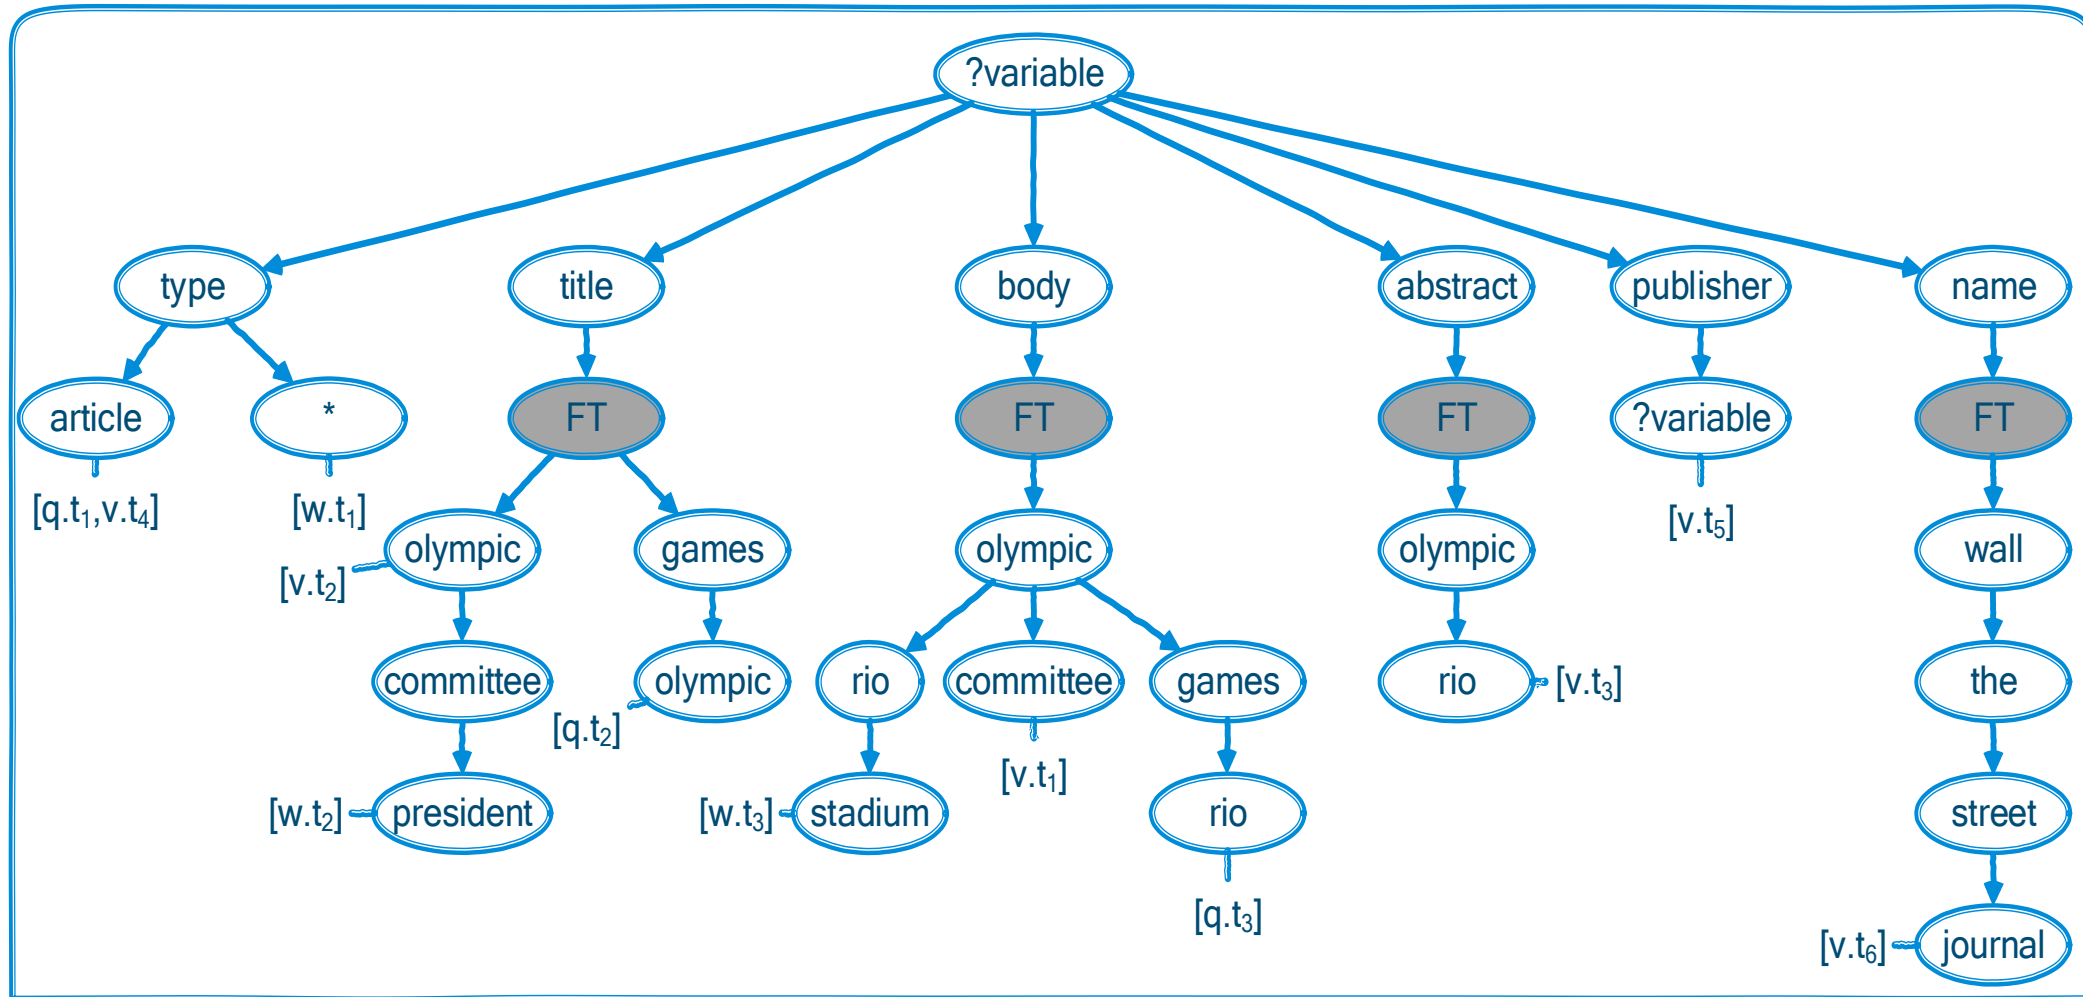 ?variable
type title body abstract publisher name
article * FT FT FT ?variable FT
[q.t₁,v.t₄] [w.t₁] [v.t₅]
olympic games olympic olympic wall
[v.t₂]
committee olympic rio committee games rio [v.t₃] the
[q.t₂] [v.t₁]
[w.t₂] president [w.t₃] stadium rio street
[q.t₃]
[v.t₆] journal